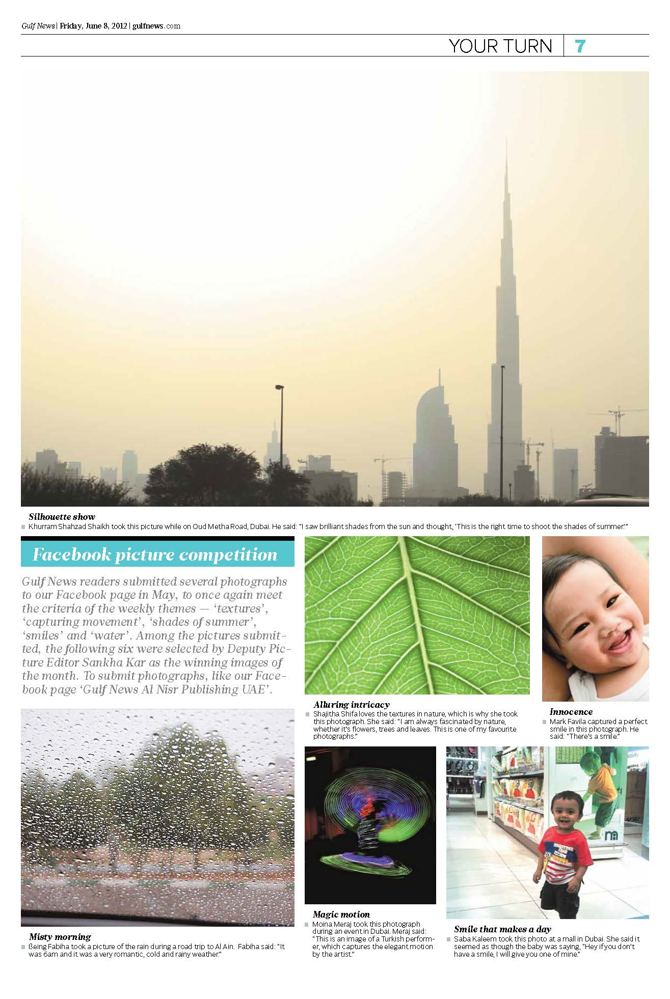 Gulf News | Friday, June 8, 2012 | gulfnews.com
YOUR TURN 7
Silhouette show
Khurram Shahzad Shaikh took this picture while on Oud Metha Road, Dubai. He said: "I saw brilliant shades from the sun and thought, 'This is the right time to shoot the shades of summer.'"
Facebook picture competition
Gulf News readers submitted several photographs
to our Facebook page in May, to once again meet
the criteria of the weekly themes — 'textures',
'capturing movement', 'shades of summer',
'smiles' and 'water'. Among the pictures submit-
ted, the following six were selected by Deputy Pic-
ture Editor Sankha Kar as the winning images of
the month. To submit photographs, like our Face-
book page 'Gulf News Al Nisr Publishing UAE'.
Alluring intricacy
Shajitha Shifa loves the textures in nature, which is why she took
this photograph. She said: "I am always fascinated by nature,
whether it's flowers, trees and leaves. This is one of my favourite
photographs."
Innocence
Mark Favila captured a perfect
smile in this photograph. He
said: "There's a smile."
Misty morning
ßeing Fabiha took a picture of the rain during a road trip to Al Ain. Fabiha said: "It
was 6am and it was a very romantic, cold and rainy weather."
Magic motion
Moina Meraj took this photograph
during an event in Dubai. Meraj said:
"This is an image of a Turkish perform-
er, which captures the elegant motion
by the artist."
Smile that makes a day
Saba Kaleem took this photo at a mall in Dubai. She said it
seemed as though the baby was saying, "Hey if you don't
have a smile, I will give you one of mine."